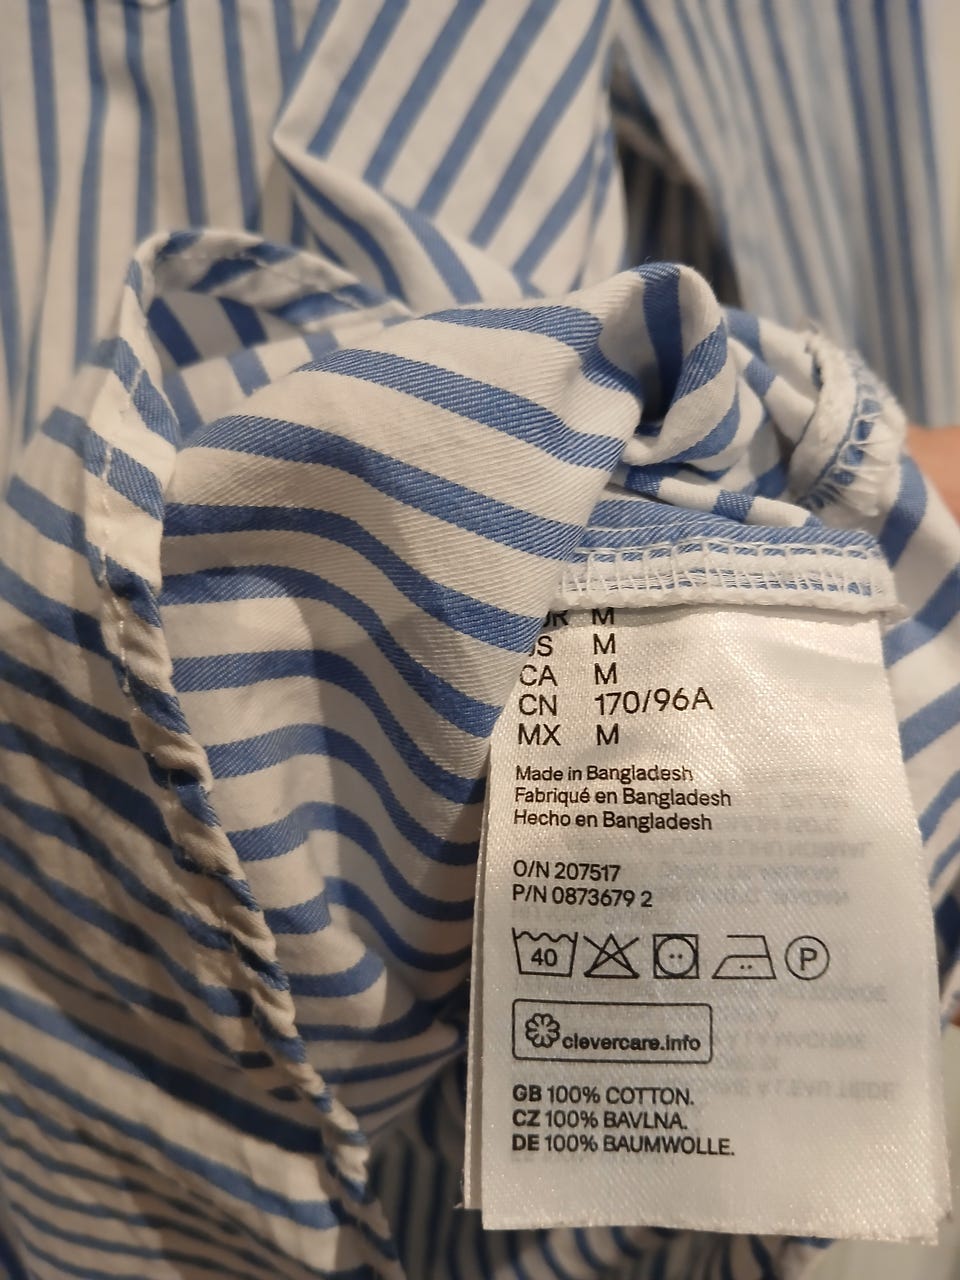 M
M
CA M
CN 170/96A
MX M
Made in Bangladesh
Fabriqué en Bangladesh
Hecho en Bangladesh
O/N 207517
P/N 0873679 2
40 P
clevercare.info
GB 100% COTTON.
CZ 100% BAVLNA.
DE 100% BAUMWOLLE.